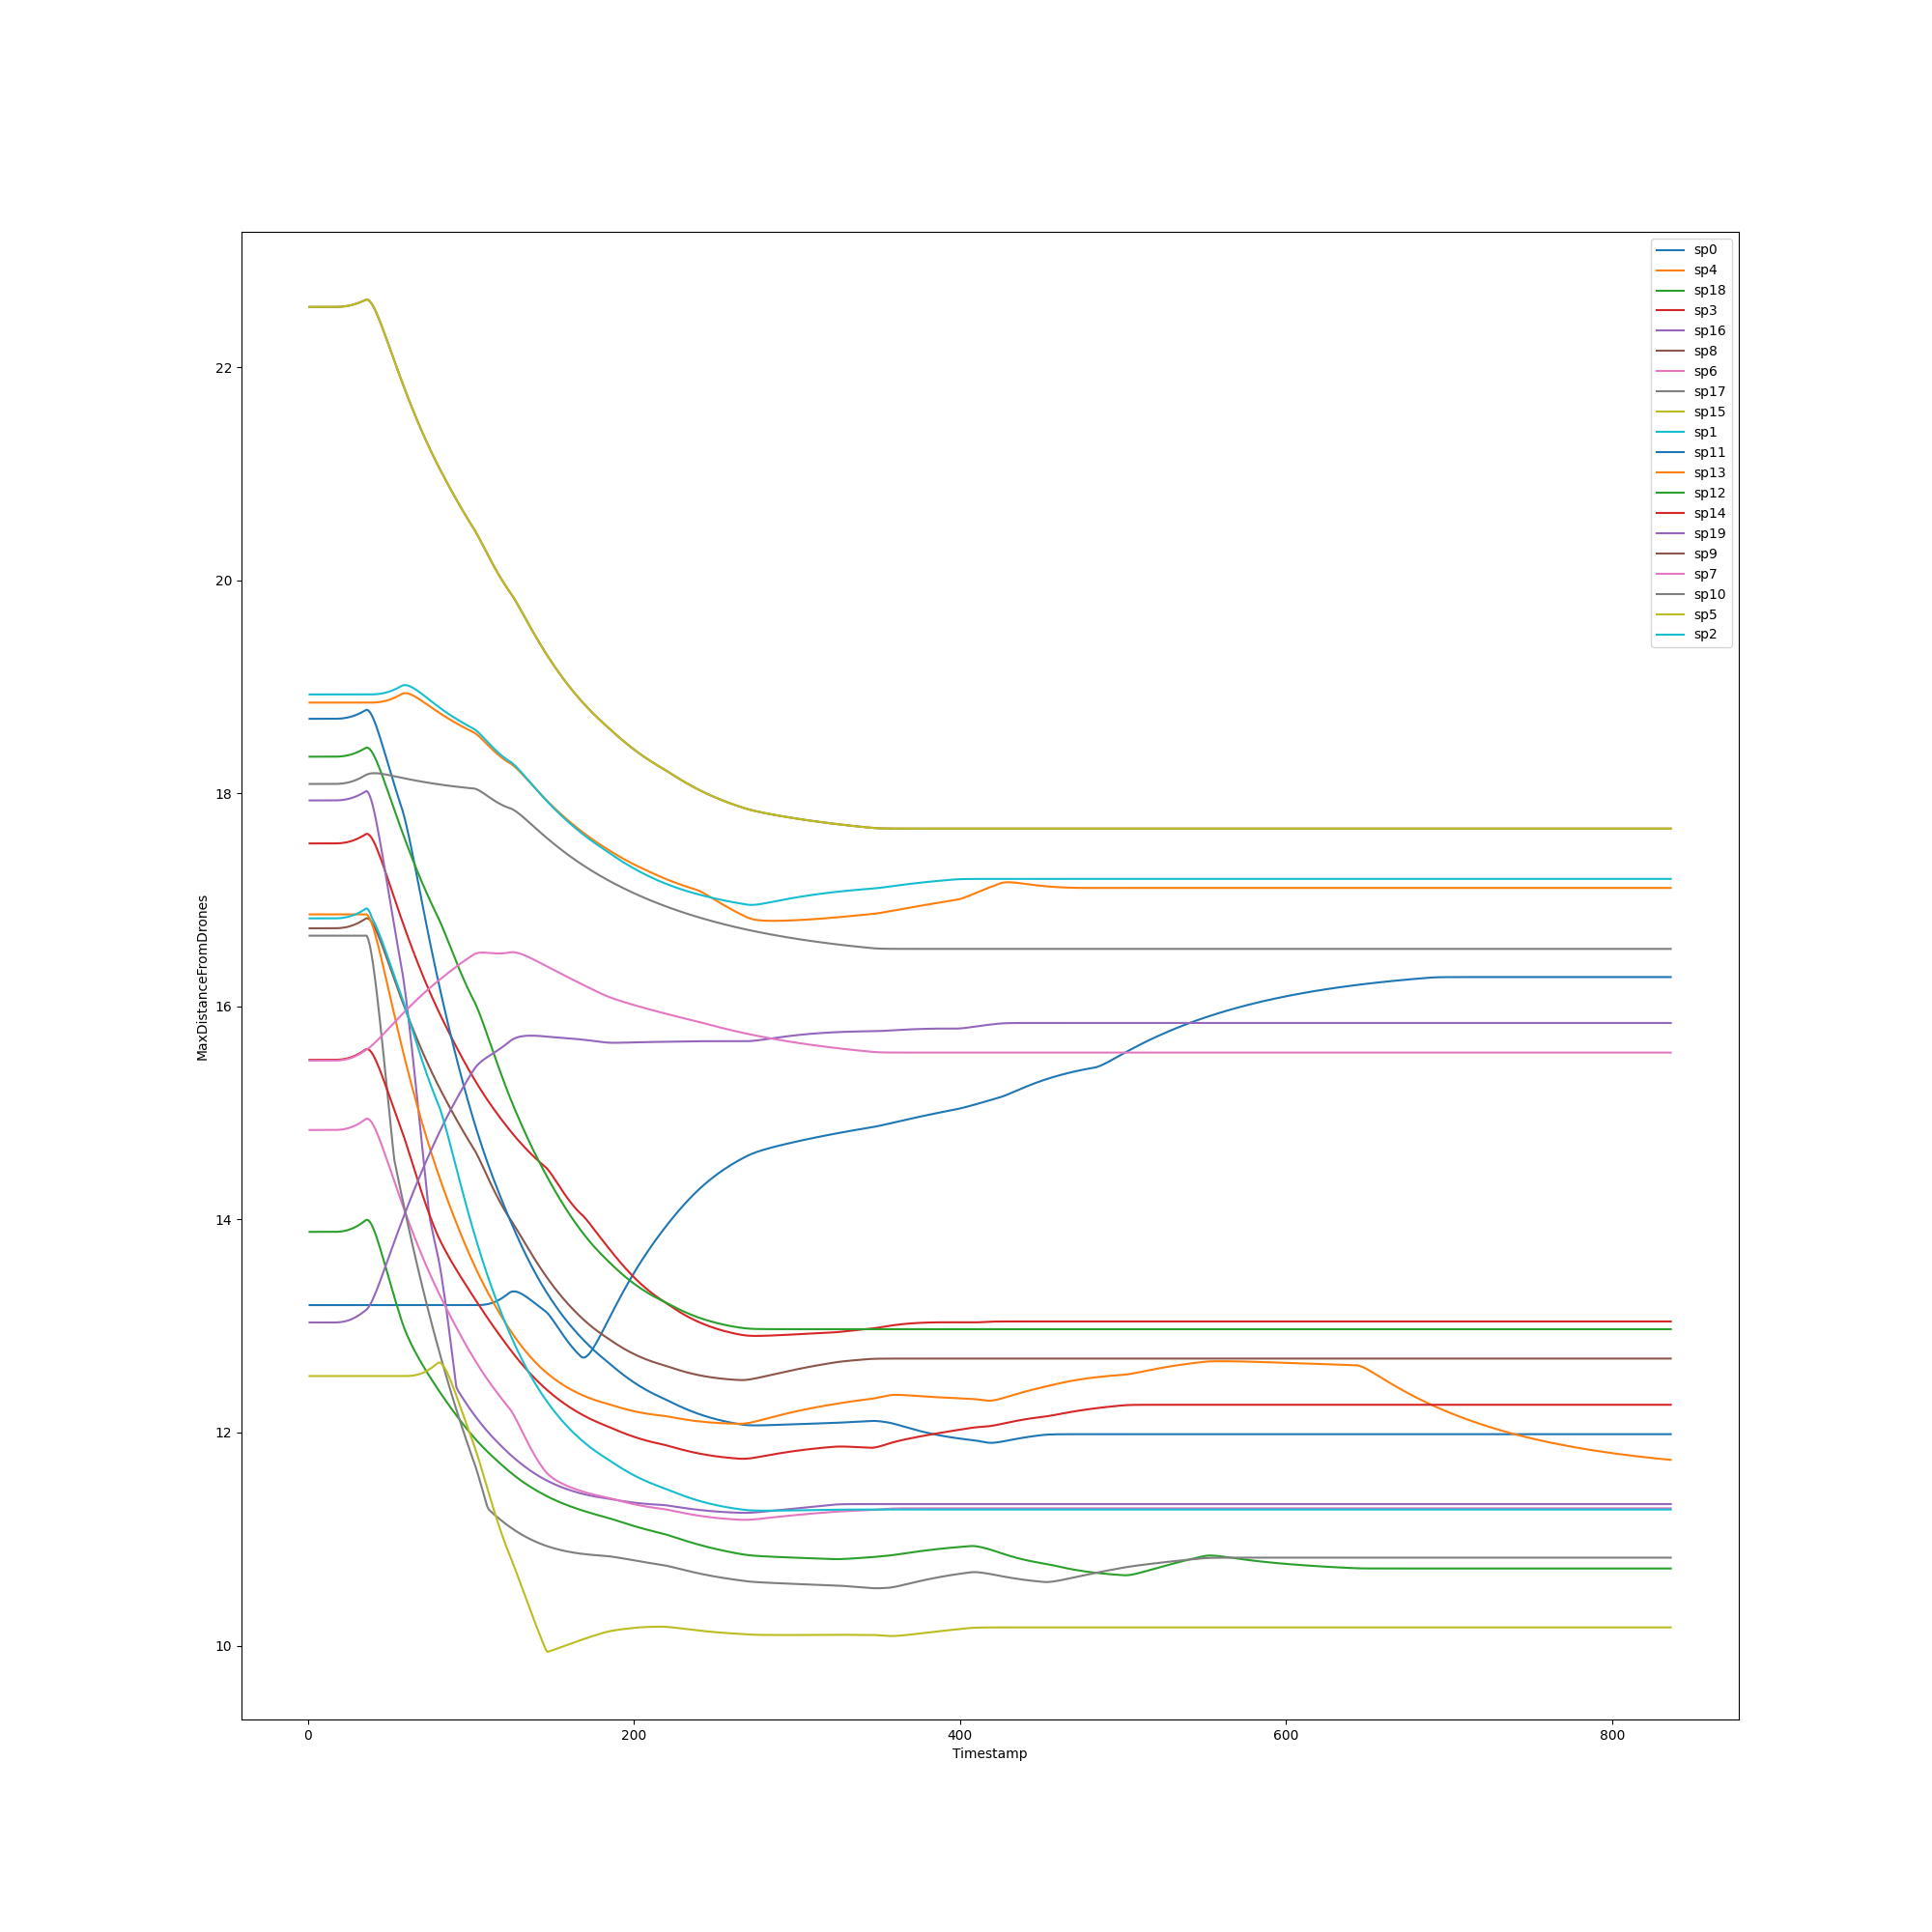 22
20
18
16
14
12
10
MaxDistanceFromDrones
0
200
400
600
800
Timestamp
sp0
sp4
sp18
sp3
sp16
sp8
sp6
sp17
sp15
sp1
sp11
sp13
sp12
sp14
sp19
sp9
sp7
sp10
sp5
sp2